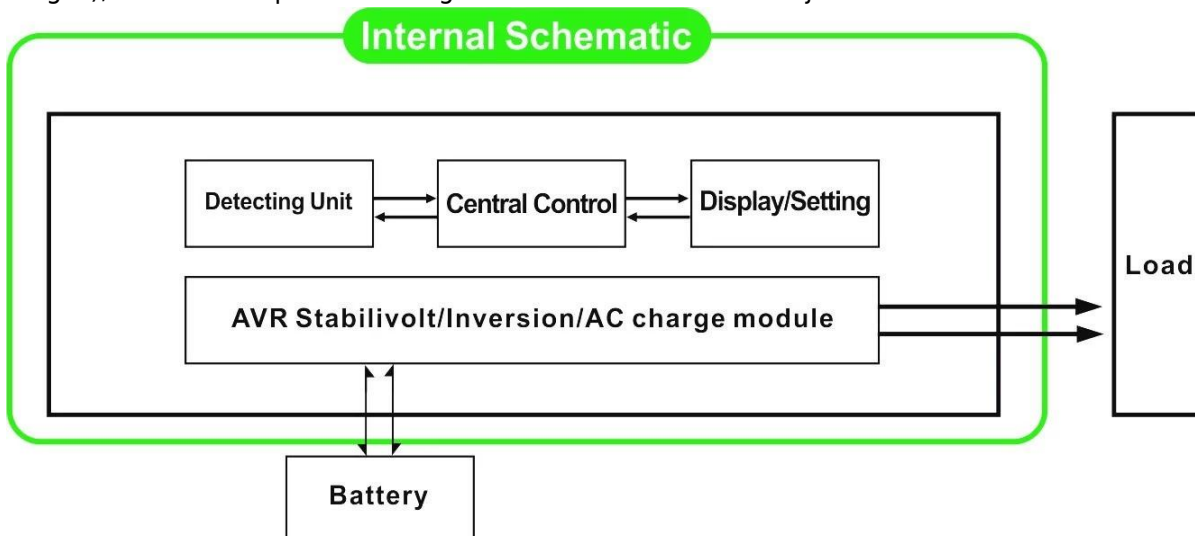 Internal Schematic
Detecting Unit
Central Control
Display/Setting
Load
AVR Stabilivolt/Inversion/AC charge module
Battery